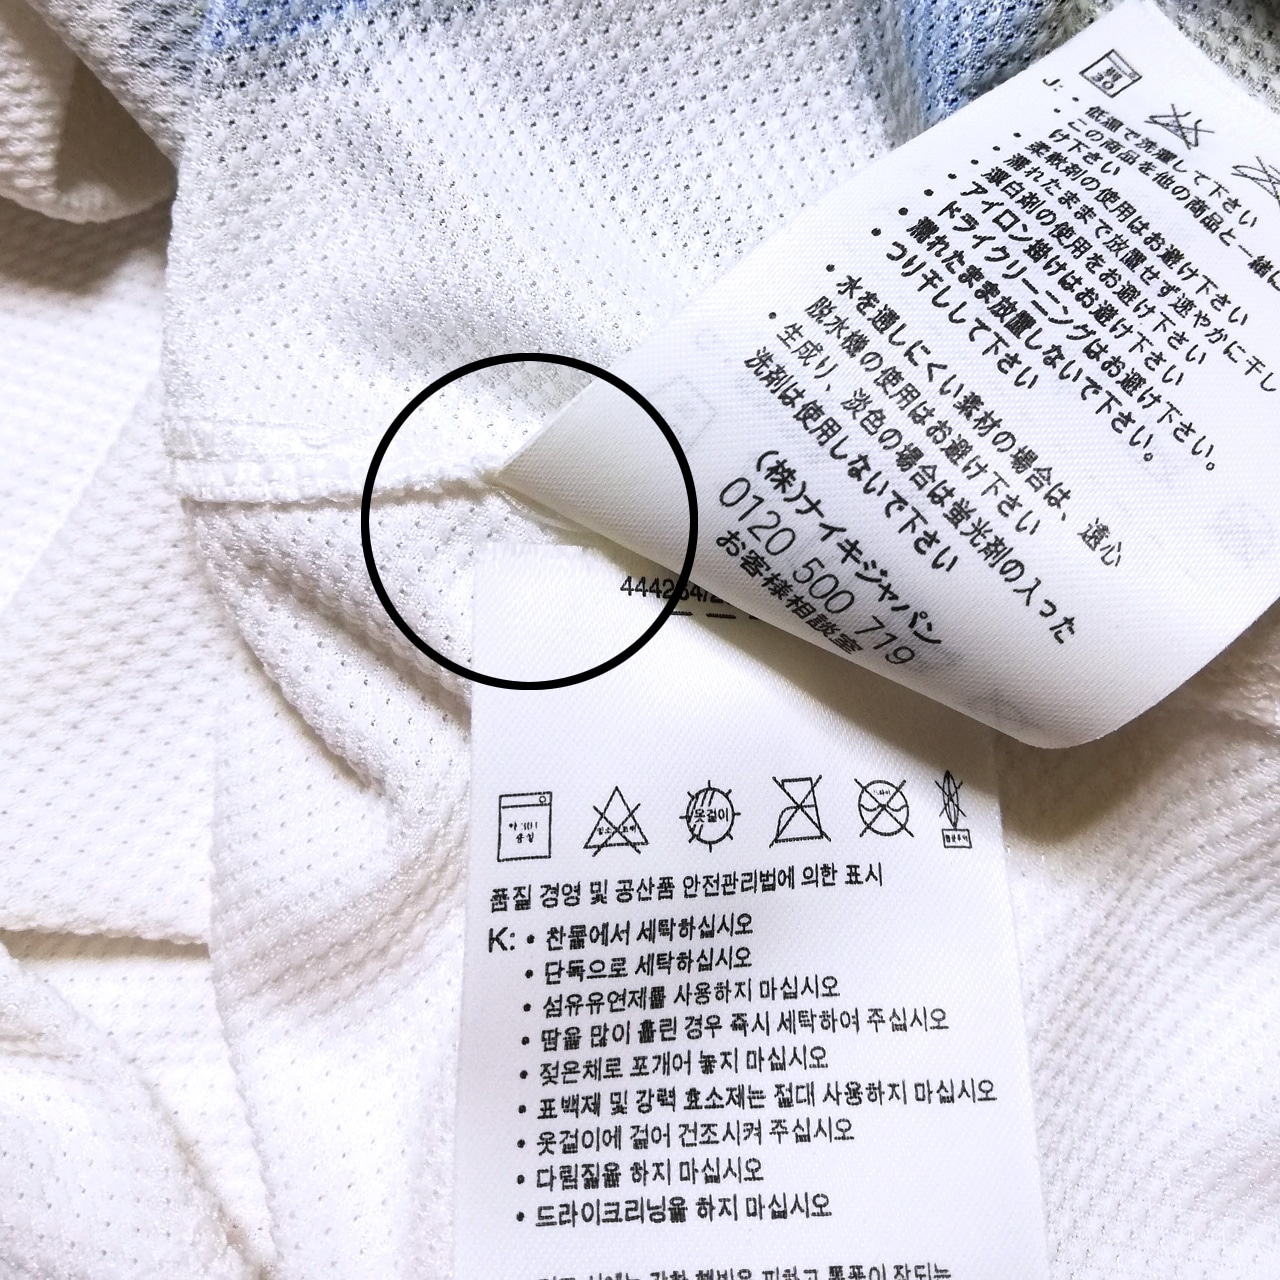 J:
• 低温で洗濯して下さい
• この商品を他の商品と一緒に
け下さい
• 柔軟剤の使用はお避け下さい
• 濡れたままで放置せず速やかに干し
• 漂白剤の使用をお避け下さい
• アイロン掛けはお避け下さい
• ドライクリーニングはお避け下さい。
• 濡れたまま放置しないで下さい。
• つり干しして下さい
• 水を通しにくい素材の場合は、遠心
脱水機の使用はお避け下さい
• 生成り、淡色の場合は蛍光剤の入った
洗剤は使用しないで下さい
(株)ナイキジャパン
0120 500 719
お客様相談室
옷걸이
품질 경영 및 공산품 안전관리법에 의한 표시
K: • 찬물에서 세탁하십시오
• 단독으로 세탁하십시오
• 섬유유연제를 사용하지 마십시오
• 땀을 많이 흘린 경우 즉시 세탁하여 주십시오
• 젖은채로 포개어 놓지 마십시오
• 표백제 및 강력 효소제는 절대 사용하지 마십시오
• 옷걸이에 걸어 건조시켜 주십시오
• 다림질을 하지 마십시오
• 드라이크리닝을 하지 마십시오